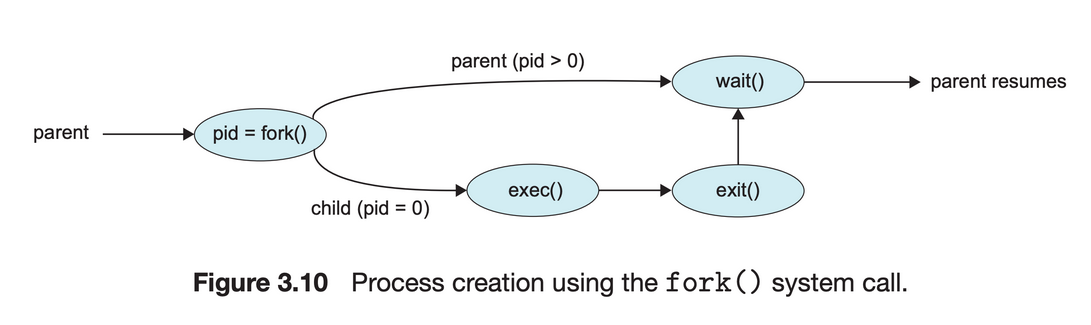 parent (pid > 0)
wait()
parent resumes
parent
pid = fork()
exec()
exit()
child (pid = 0)
Figure 3.10 Process creation using the fork() system call.